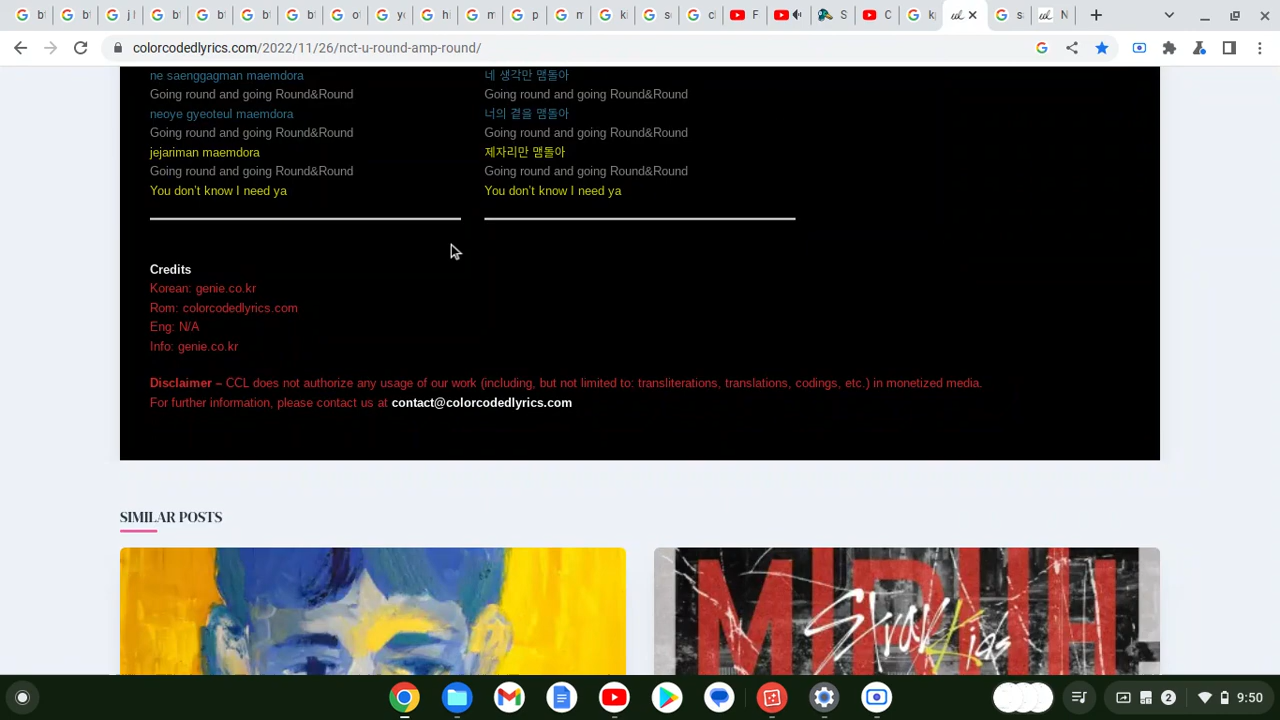 colorcodedlyrics.com/2022/11/26/nct-u-round-amp-round/
ne saenggagman maemdora
Going round and going Round&Round
neoye gyeoteul maemdora
Going round and going Round&Round
jejariman maemdora
Going round and going Round&Round
You don't know I need ya
네 생각만 맴돌아
Going round and going Round&Round
너의 곁을 맴돌아
Going round and going Round&Round
제자리만 맴돌아
Going round and going Round&Round
You don't know I need ya
Credits
Korean: genie.co.kr
Rom: colorcodedlyrics.com
Eng: N/A
Info: genie.co.kr
Disclaimer – CCL does not authorize any usage of our work (including, but not limited to: transliterations, translations, codings, etc.) in monetized media.
For further information, please contact us at contact@colorcodedlyrics.com
SIMILAR POSTS
Stray Kids
2
9:50